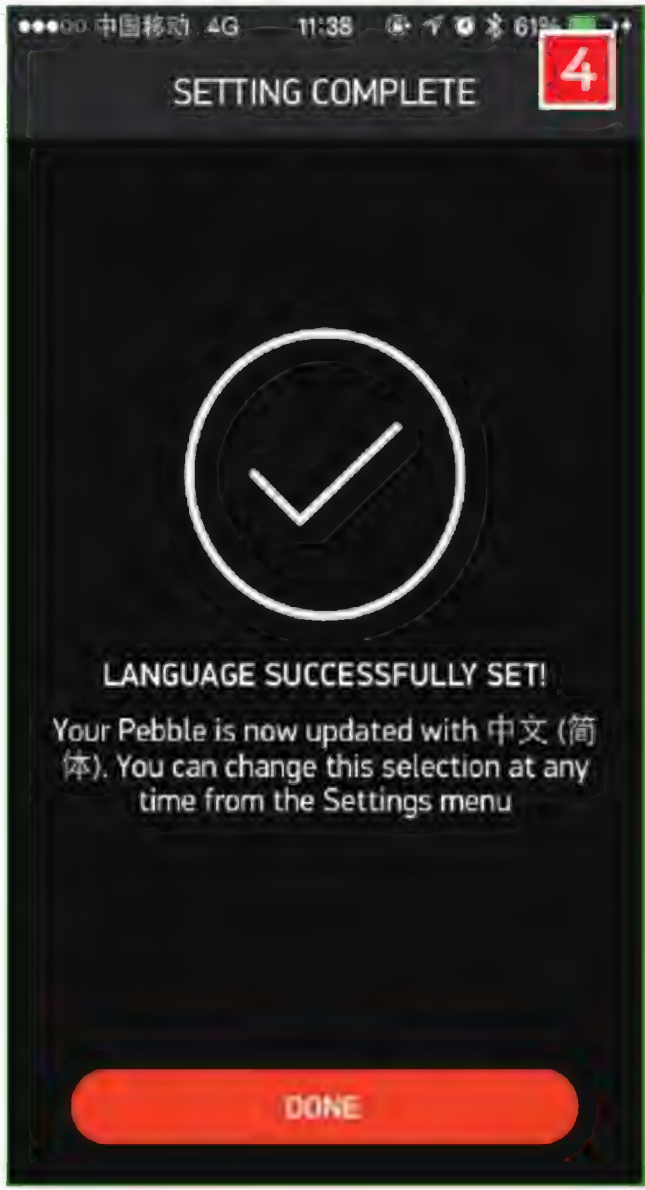 中国移动 4G 11:38 61%
4
SETTING COMPLETE
LANGUAGE SUCCESSFULLY SET!
Your Pebble is now updated with 中文 (简
体). You can change this selection at any
time from the Settings menu
DONE